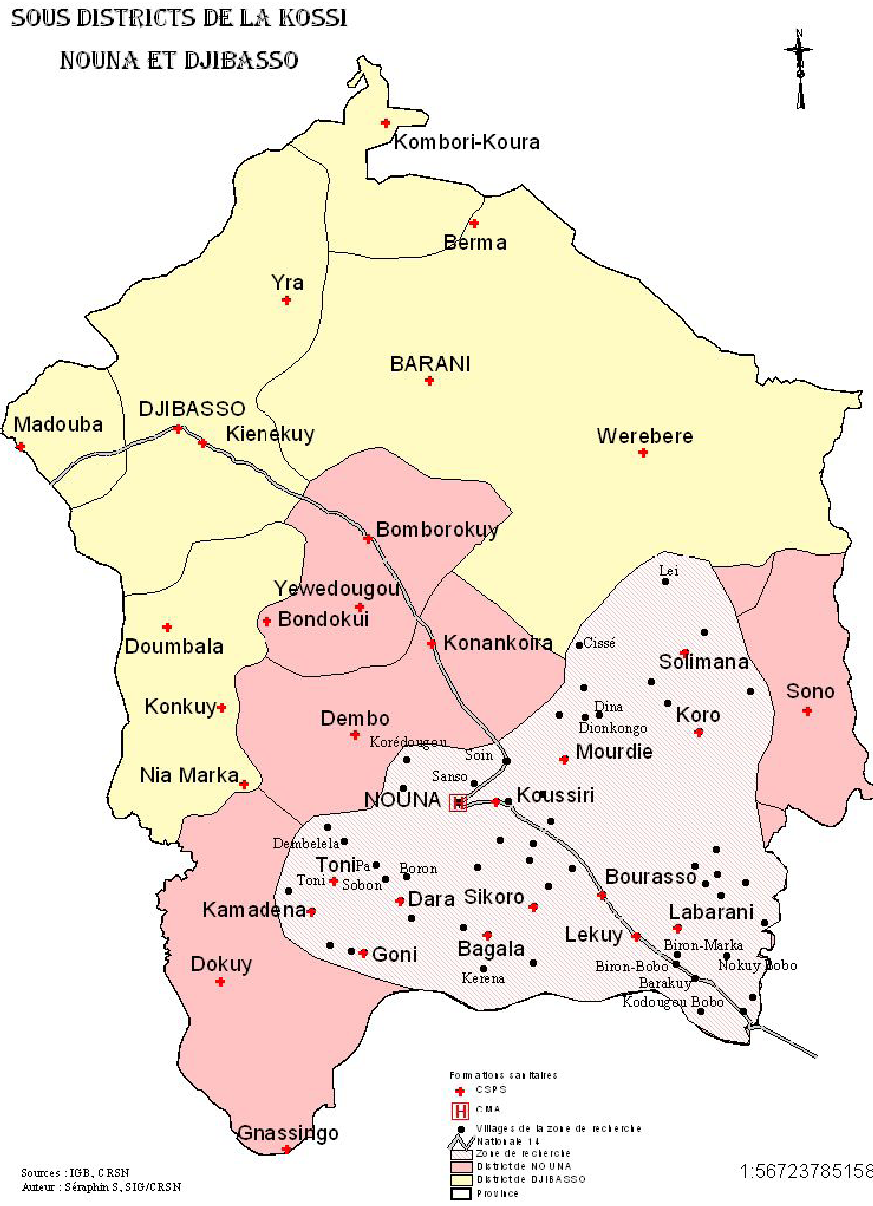 SOUS DISTRICTS DE LA KOSSI
NOUNA ET DJIBASSO
N
Kombori-Koura
Berma
Yra
BARANI
DJIBASSO
Madouba
Kienekuy
Werebere
Bomborokuy
Lei
Yewedougou
Bondokui
Doumbala
Konankoira
Cissé
Solimana
Sono
Konkuy
Dembo
Dina
Koro
Dionkongo
Korédougou
Soin
Mourdie
Nia Marka
Sanso
NOUNA
H
Koussiri
Dembelela
Toni
Pa
Boron
Bourasso
Toni
Sobon
Dara
Sikoro
Kamadena
Labarani
Lekuy
Goni
Bagala
Biron-Marka
Dokuy
Kerena
Biron-Bobo
Nokuy Bobo
Barakuy
Kodougou Bobo
Gnassingo
Formations sanitaires
CSPS
H CMA
Villages de la zone de recherche
Nationale 14
Zone de recherche
District de NOUNA
District de DJIBASSO
Province
Sources : IGB, CRSN
Auteur : Séraphin S, SIG/CRSN
1:56723785158